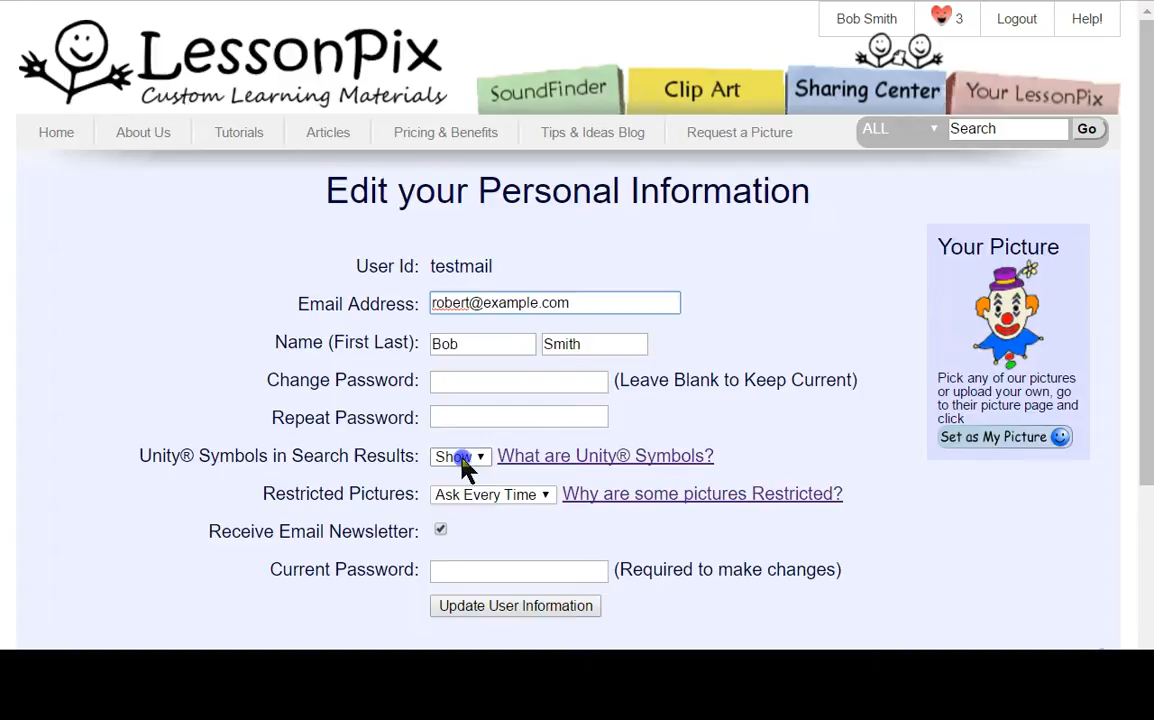 Bob Smith 3 Logout Help!
LessonPix
Custom Learning Materials
SoundFinder Clip Art Sharing Center Your LessonPix
Home About Us Tutorials Articles Pricing & Benefits Tips & Ideas Blog Request a Picture ALL Search Go
Edit your Personal Information
User Id: testmail
Email Address: robert@example.com
Name (First Last): Bob Smith
Change Password: (Leave Blank to Keep Current)
Repeat Password:
Unity® Symbols in Search Results: Show What are Unity® Symbols?
Restricted Pictures: Ask Every Time Why are some pictures Restricted?
Receive Email Newsletter:
Current Password: (Required to make changes)
Update User Information
Your Picture
Pick any of our pictures
or upload your own, go
to their picture page and
click
Set as My Picture